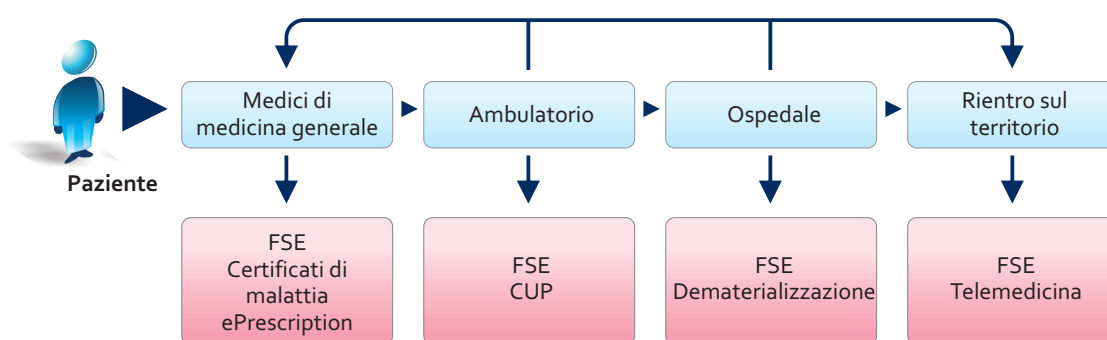 Paziente
Medici di
medicina generale
Ambulatorio
Ospedale
Rientro sul
territorio
FSE
Certificati di
malattia
ePrescription
FSE
CUP
FSE
Dematerializzazione
FSE
Telemedicina